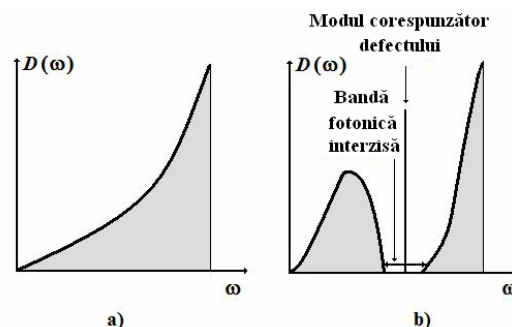 Modul corespunzător
defectului
D(ω)
D(ω)
Bandă
fotonică
interzisă
ω
ω
a)
b)